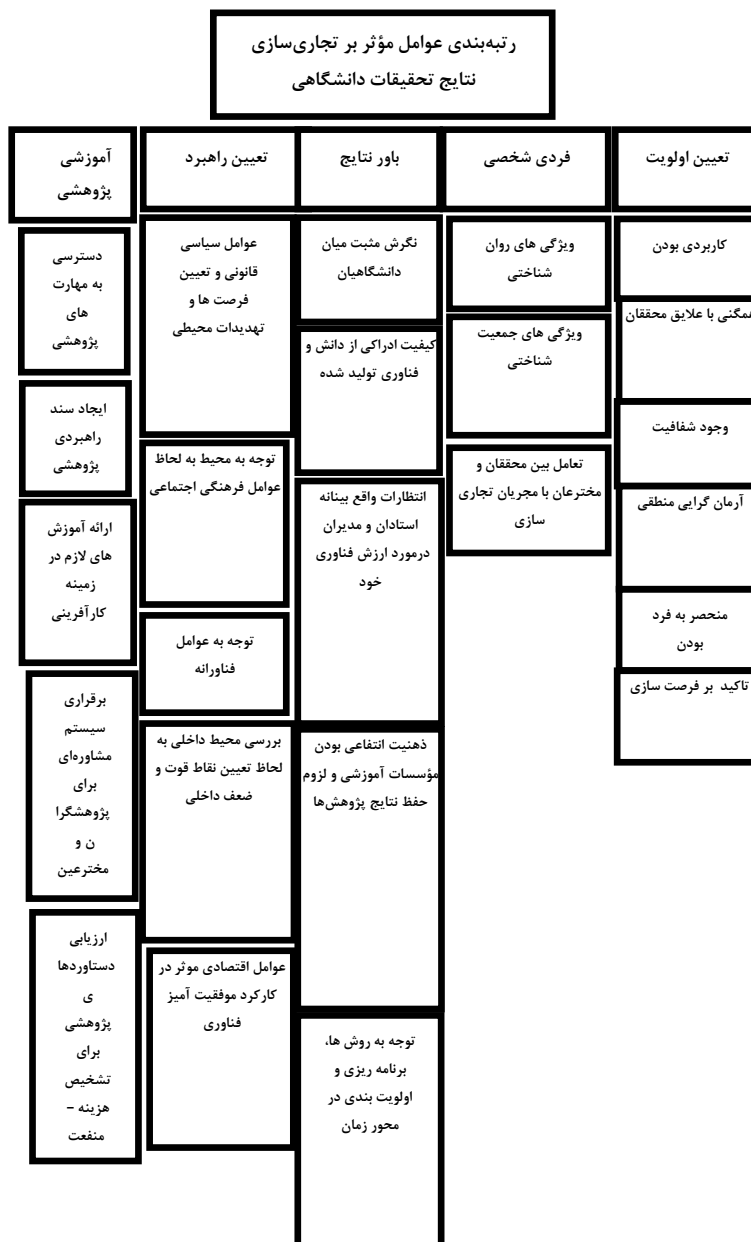 رتبه‌بندی عوامل مؤثر بر تجاری‌سازی
نتایج تحقیقات دانشگاهی
تعیین اولویت
کاربردی بودن
همگنی با علایق محققان
وجود شفافیت
آرمان گرایی منطقی
منحصر به فرد
بودن
تاکید بر فرصت سازی
فردی شخصی
ویژگی های روان
شناختی
ویژگی های جمعیت
شناختی
تعامل بین محققان و
مخترعان با مجریان تجاری
سازی
باور نتایج
نگرش مثبت میان
دانشگاهیان
کیفیت ادراکی از دانش و
فناوری تولید شده
انتظارات واقع بینانه
استادان و مدیران
درمورد ارزش فناوری
خود
ذهنیت انتفاعی بودن
مؤسسات آموزشی و لزوم
حفظ نتایج پژوهش‌ها
توجه به روش ها،
برنامه ریزی و
اولویت بندی در
محور زمان
تعیین راهبرد
عوامل سیاسی
قانونی و تعیین
فرصت ها و
تهدیدات محیطی
توجه به محیط به لحاظ
عوامل فرهنگی اجتماعی
توجه به عوامل
فناورانه
بررسی محیط داخلی به
لحاظ تعیین نقاط قوت و
ضعف داخلی
عوامل اقتصادی موثر در
کارکرد موفقیت آمیز
فناوری
آموزشی
پژوهشی
دسترسی
به مهارت
های
پژوهشی
ایجاد سند
راهبردی
پژوهشی
ارائه آموزش
های لازم در
زمینه
کارآفرینی
برقراری
سیستم
مشاوره‌ای
برای
پژوهشگرا
ن و
مخترعین
ارزیابی
دستاوردها
ی
پژوهشی
برای
تشخیص
هزینه –
منفعت